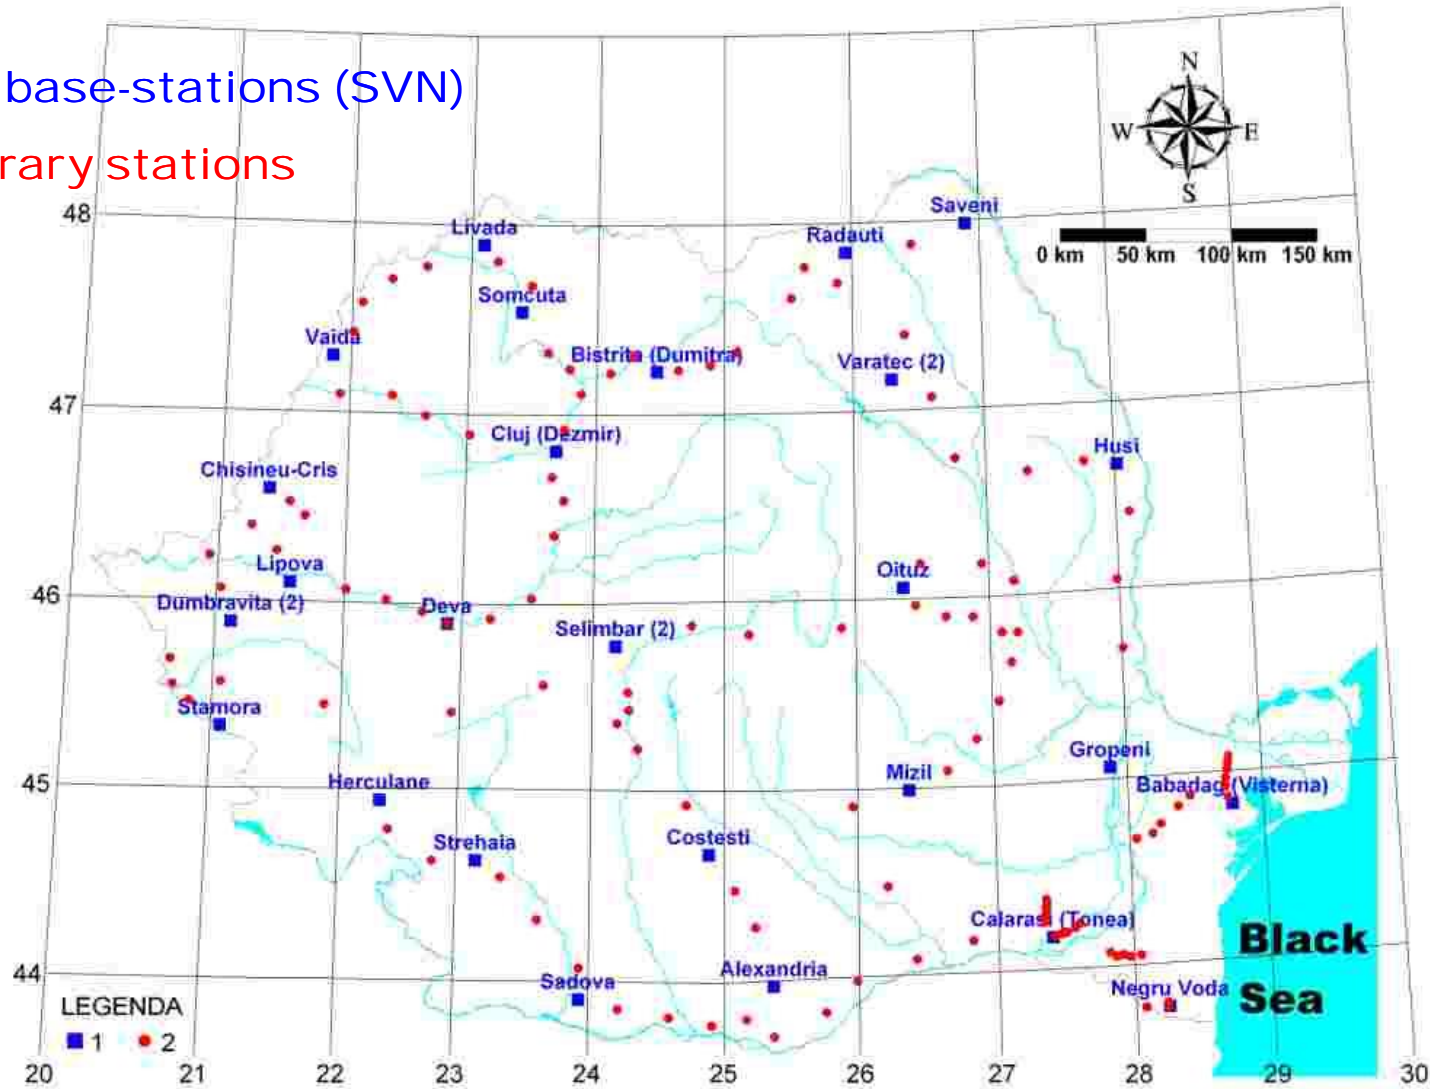 base-stations (SVN)
rary stations
N
W E
S
0 km 50 km 100 km 150 km
48
47
46
45
44
Saveni
Livada
Radauti
Somcuta
Vaida
Bistrita (Dumitra)
Varatec (2)
Cluj (Dezmir)
Husi
Chisineu-Cris
Lipova
Oituz
Dumbravita (2)
Deva
Selimbar (2)
Stamora
Gropeni
Herculane
Mizil
Babadag (Visterna)
Strehaia
Costesti
Calarasi (Tonea)
Black
Sea
Alexandria
Sadova
Negru Voda
LEGENDA
1 2
20 21 22 23 24 25 26 27 28 29 30